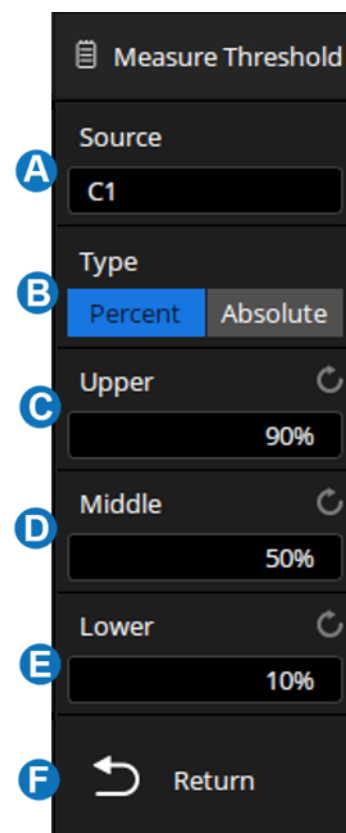 Measure Threshold
Source
A
C1
Type
B
Percent Absolute
Upper
C
90%
Middle
D
50%
Lower
E
10%
F
Return